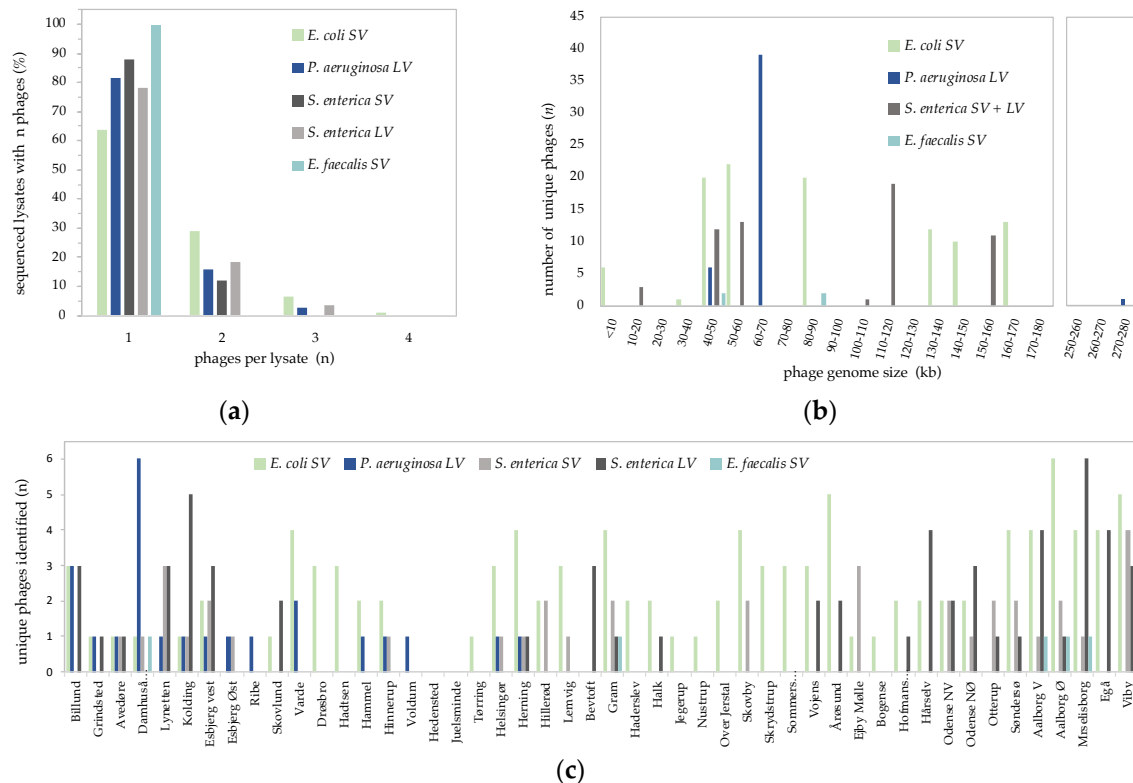 100
90
80
70
60
50
40
30
20
10
0
sequenced lysates with n phages (%)
E. coli SV
P. aeruginosa LV
S. enterica SV
S. enterica LV
E. faecalis SV
1 2 3 4
phages per lysate (n)
(a)
45
40
35
30
25
20
15
10
5
0
number of unique phages (n)
E. coli SV
P. aeruginosa LV
S. enterica SV + LV
E. faecalis SV
<10
10-20
20-30
30-40
40-50
50-60
60-70
70-80
80-90
90-100
100-110
110-120
120-130
130-140
140-150
150-160
160-170
170-180
250-260
260-270
270-280
phage genome size (kb)
(b)
6
5
4
3
2
1
0
unique phages identified (n)
E. coli SV P. aeruginosa LV S. enterica SV S. enterica LV E. faecalis SV
Billund
Grindsted
Avedøre
Damhuså...
Lynetten
Kolding
Esbjerg vest
Esbjerg Øst
Ribe
Skovlund
Varde
Drøsbro
Hadtsen
Hammel
Hinnerup
Voldum
Hedensted
Juelsminde
Tørring
Helsingør
Herning
Hillerød
Lemvig
Bevtoft
Gram
Haderslev
Halk
Jegerup
Nustrup
Over Jerstal
Skovby
Skrydstrup
Sommers...
Vojens
Årøsund
Ejby Mølle
Bogense
Hofmans...
Hårselv
Odense NV
Odense NØ
Otterup
Søndersø
Aalborg V
Aalborg Ø
Mrselisborg
Egå
Viby
(c)